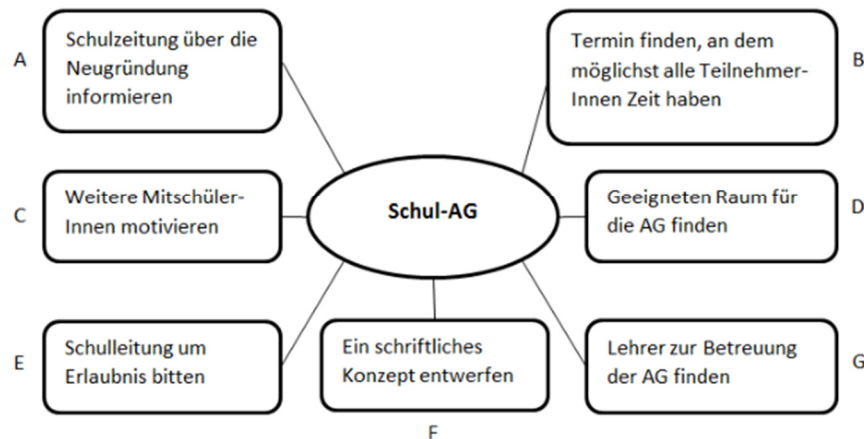 A
Schulzeitung über die
Neugründung
informieren
Termin finden, an dem
möglichst alle Teilnehmer-
Innen Zeit haben
B
C
Weitere Mitschüler-
Innen motivieren
Schul-AG
Geeigneten Raum für
die AG finden
D
E
Schulleitung um
Erlaubnis bitten
Ein schriftliches
Konzept entwerfen
F
Lehrer zur Betreuung
der AG finden
G